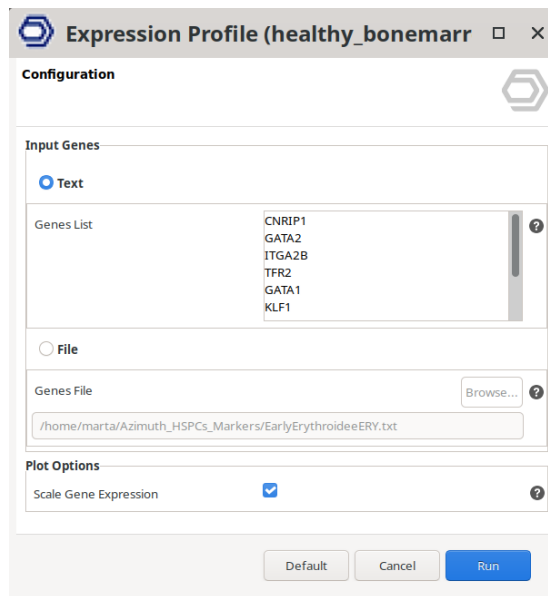 Expression Profile (healthy_bonemarr
Configuration
Input Genes
Text
Genes List
CNRIP1
GATA2
ITGA2B
TFR2
GATA1
KLF1
?
File
Genes File
Browse...
?
/home/marta/Azimuth_HSPCs_Markers/EarlyErythroideeERY.txt
Plot Options
Scale Gene Expression
?
Default
Cancel
Run